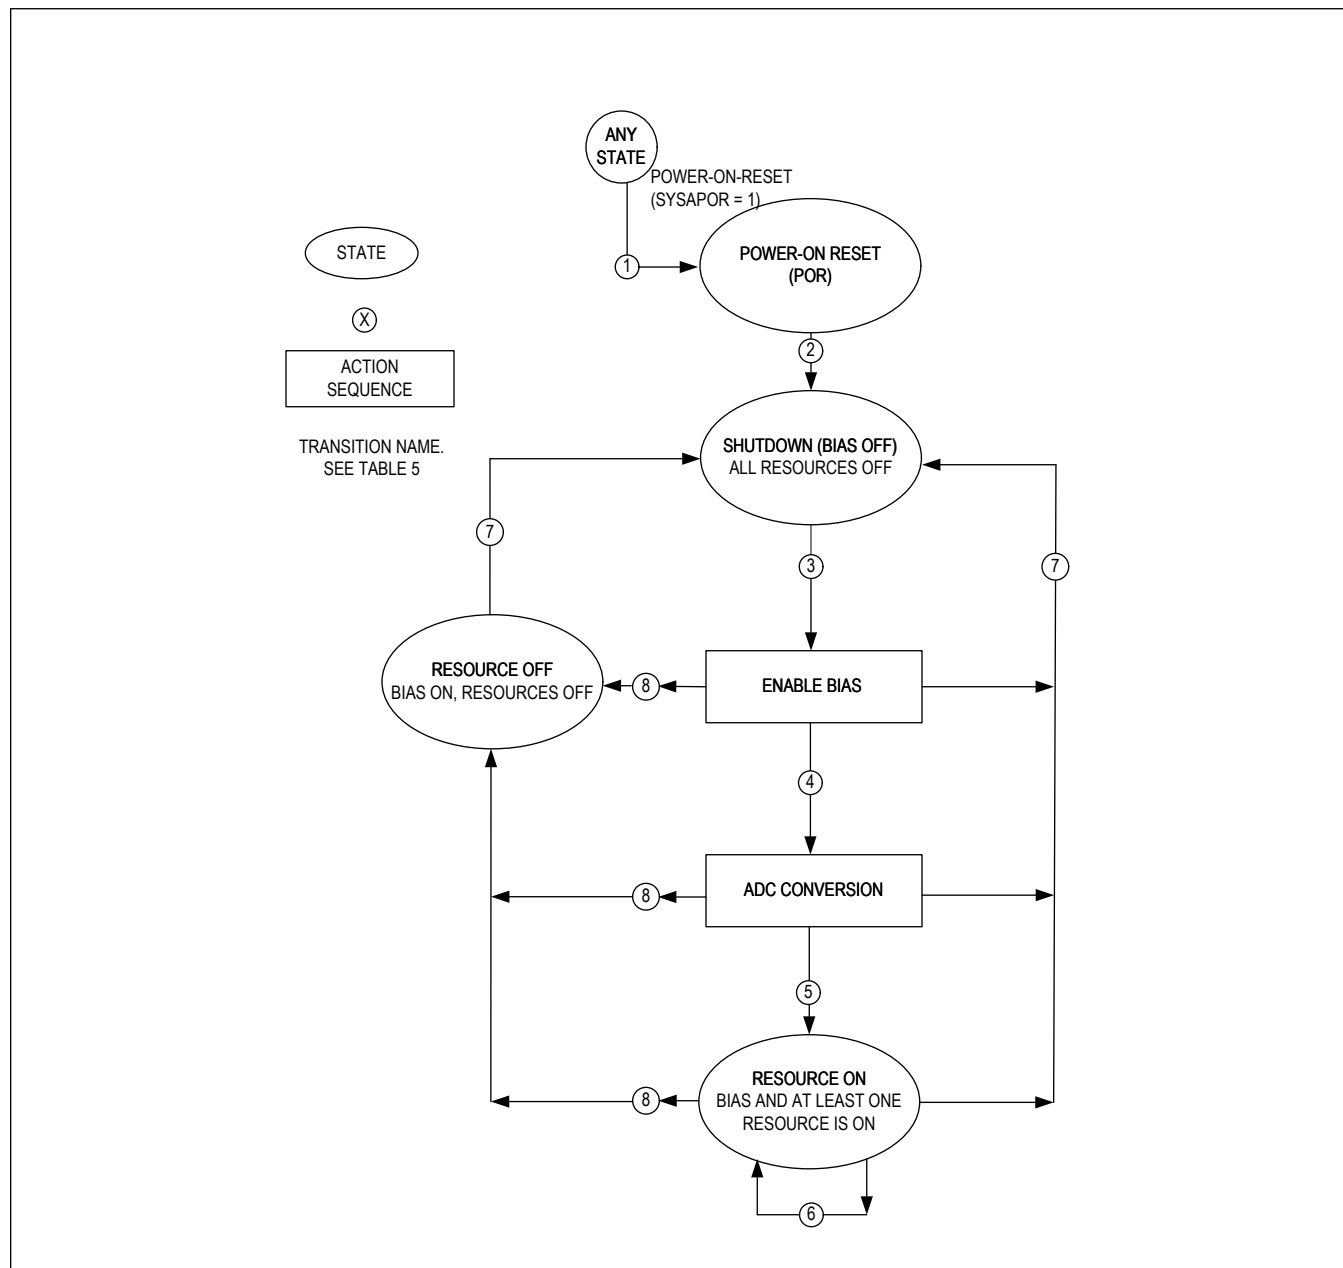 ANY
STATE
POWER-ON-RESET
(SYSAPOR = 1)
STATE
1
POWER-ON RESET
(POR)
X
2
ACTION
SEQUENCE
TRANSITION NAME.
SEE TABLE 5
SHUTDOWN (BIAS OFF)
ALL RESOURCES OFF
7
3
7
RESOURCE OFF
BIAS ON, RESOURCES OFF
8
ENABLE BIAS
4
8
ADC CONVERSION
5
8
RESOURCE ON
BIAS AND AT LEAST ONE
RESOURCE IS ON
6